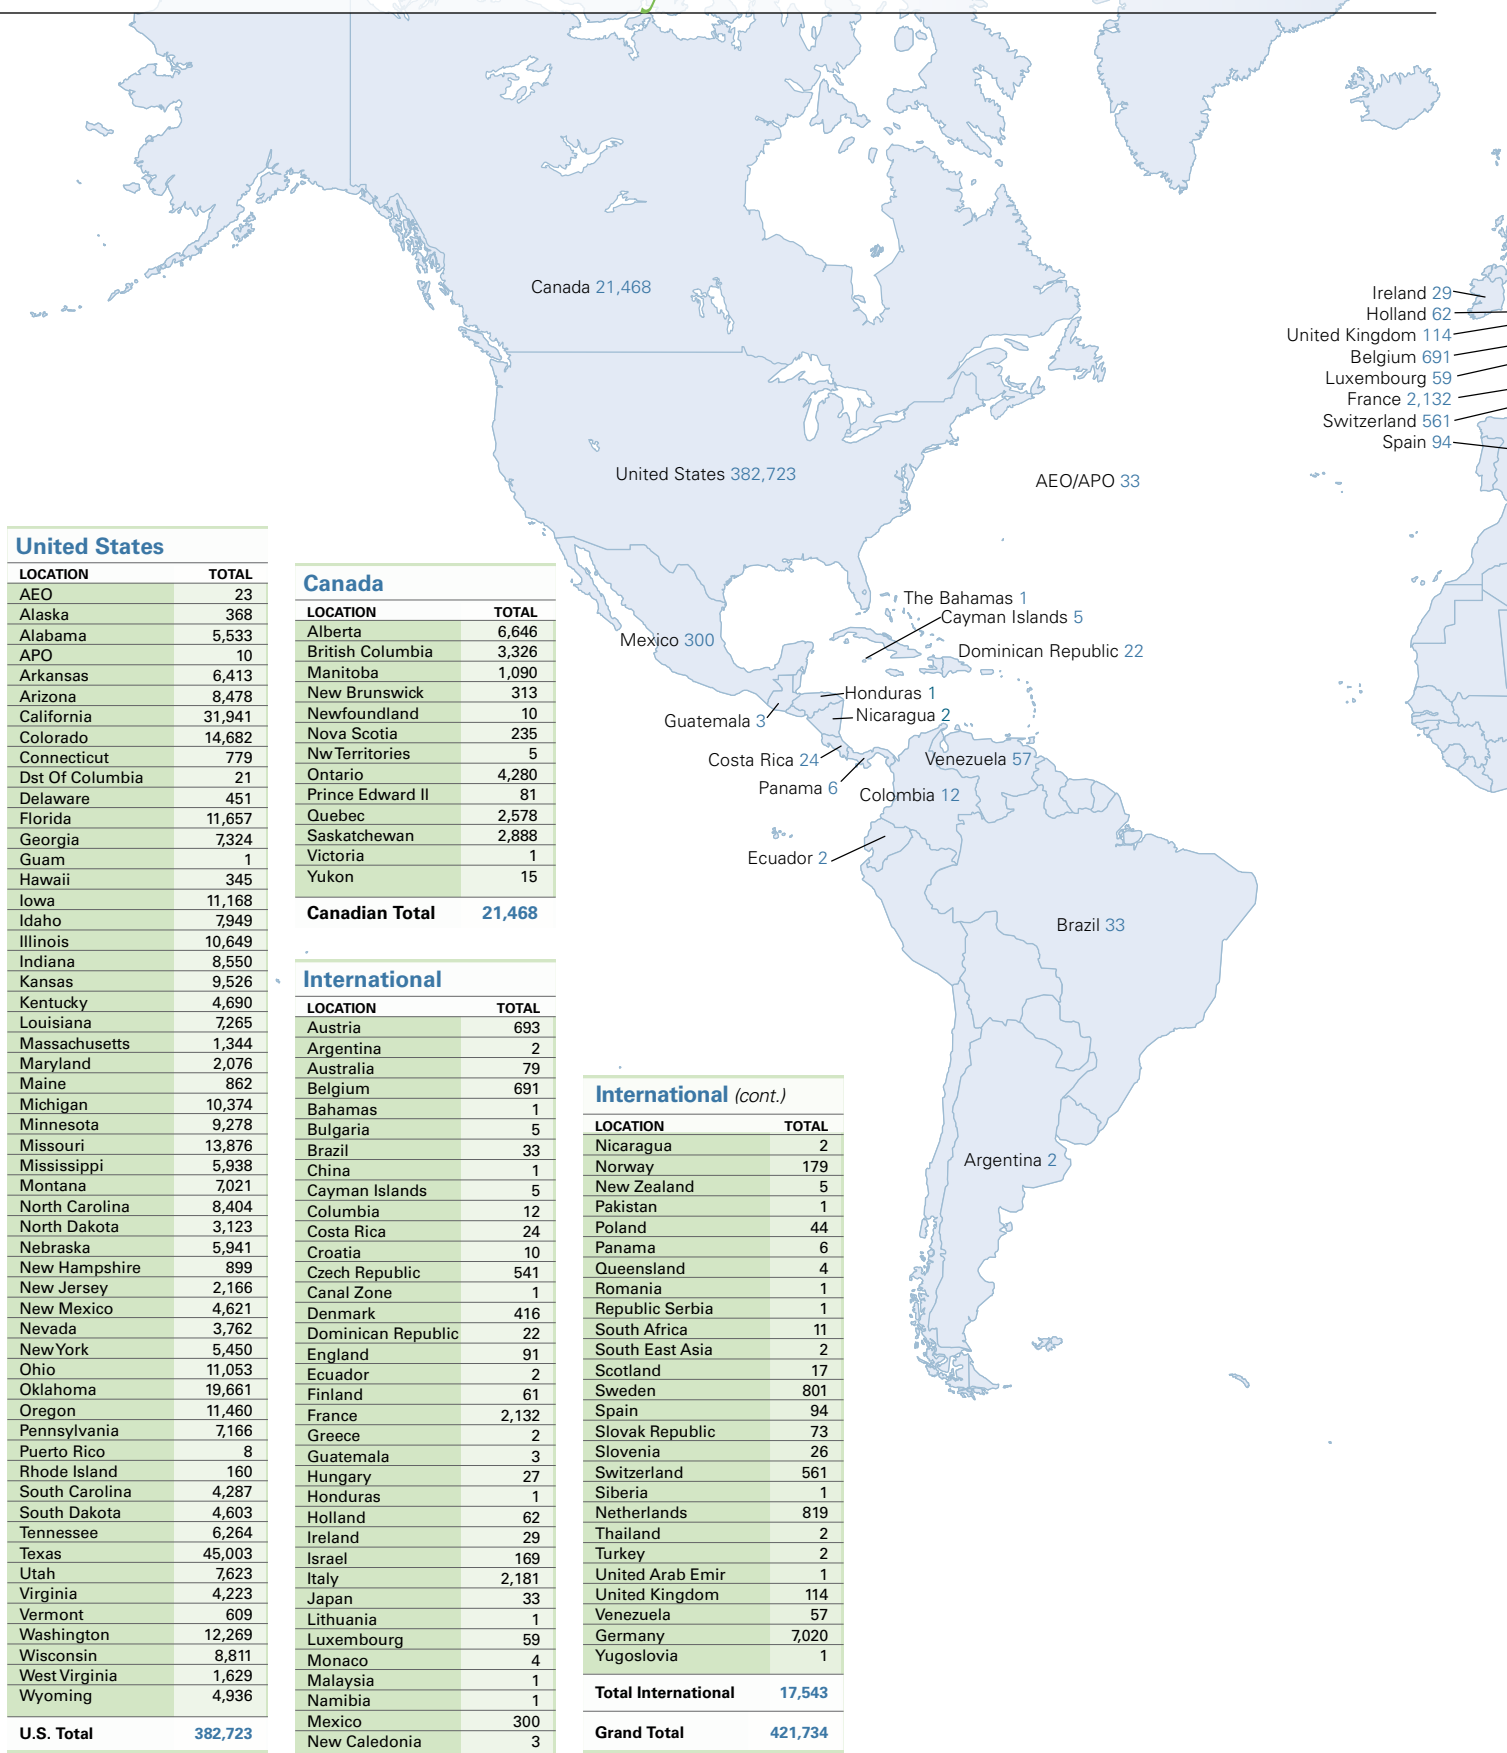 Canada 21,468
Ireland 29
Holland 62
United Kingdom 114
Belgium 691
Luxembourg 59
France 2,132
Switzerland 561
Spain 94
United States 382,723
AEO/APO 33
The Bahamas 1
Cayman Islands 5
Mexico 300
Dominican Republic 22
Honduras 1
Guatemala 3
Nicaragua 2
Costa Rica 24
Venezuela 57
Panama 6
Colombia 12
Ecuador 2
Brazil 33
Argentina 2
United States
LOCATION TOTAL
AEO 23
Alaska 368
Alabama 5,533
APO 10
Arkansas 6,413
Arizona 8,478
California 31,941
Colorado 14,682
Connecticut 779
Dst Of Columbia 21
Delaware 451
Florida 11,657
Georgia 7,324
Guam 1
Hawaii 345
Iowa 11,168
Idaho 7,949
Illinois 10,649
Indiana 8,550
Kansas 9,526
Kentucky 4,690
Louisiana 7,265
Massachusetts 1,344
Maryland 2,076
Maine 862
Michigan 10,374
Minnesota 9,278
Missouri 13,876
Mississippi 5,938
Montana 7,021
North Carolina 8,404
North Dakota 3,123
Nebraska 5,941
New Hampshire 899
New Jersey 2,166
New Mexico 4,621
Nevada 3,762
New York 5,450
Ohio 11,053
Oklahoma 19,661
Oregon 11,460
Pennsylvania 7,166
Puerto Rico 8
Rhode Island 160
South Carolina 4,287
South Dakota 4,603
Tennessee 6,264
Texas 45,003
Utah 7,623
Virginia 4,223
Vermont 609
Washington 12,269
Wisconsin 8,811
West Virginia 1,629
Wyoming 4,936
U.S. Total 382,723
Canada
LOCATION TOTAL
Alberta 6,646
British Columbia 3,326
Manitoba 1,090
New Brunswick 313
Newfoundland 10
Nova Scotia 235
Nw Territories 5
Ontario 4,280
Prince Edward Il 81
Quebec 2,578
Saskatchewan 2,888
Victoria 1
Yukon 15
Canadian Total 21,468
International
LOCATION TOTAL
Austria 693
Argentina 2
Australia 79
Belgium 691
Bahamas 1
Bulgaria 5
Brazil 33
China 1
Cayman Islands 5
Columbia 12
Costa Rica 24
Croatia 10
Czech Republic 541
Canal Zone 1
Denmark 416
Dominican Republic 22
England 91
Ecuador 2
Finland 61
France 2,132
Greece 2
Guatemala 3
Hungary 27
Honduras 1
Holland 62
Ireland 29
Israel 169
Italy 2,181
Japan 33
Lithuania 1
Luxembourg 59
Monaco 4
Malaysia 1
Namibia 1
Mexico 300
New Caledonia 3
International (cont.)
LOCATION TOTAL
Nicaragua 2
Norway 179
New Zealand 5
Pakistan 1
Poland 44
Panama 6
Queensland 4
Romania 1
Republic Serbia 1
South Africa 11
South East Asia 2
Scotland 17
Sweden 801
Spain 94
Slovak Republic 73
Slovenia 26
Switzerland 561
Siberia 1
Netherlands 819
Thailand 2
Turkey 2
United Arab Emir 1
United Kingdom 114
Venezuela 57
Germany 7,020
Yugoslovia 1
Total International 17,543
Grand Total 421,734